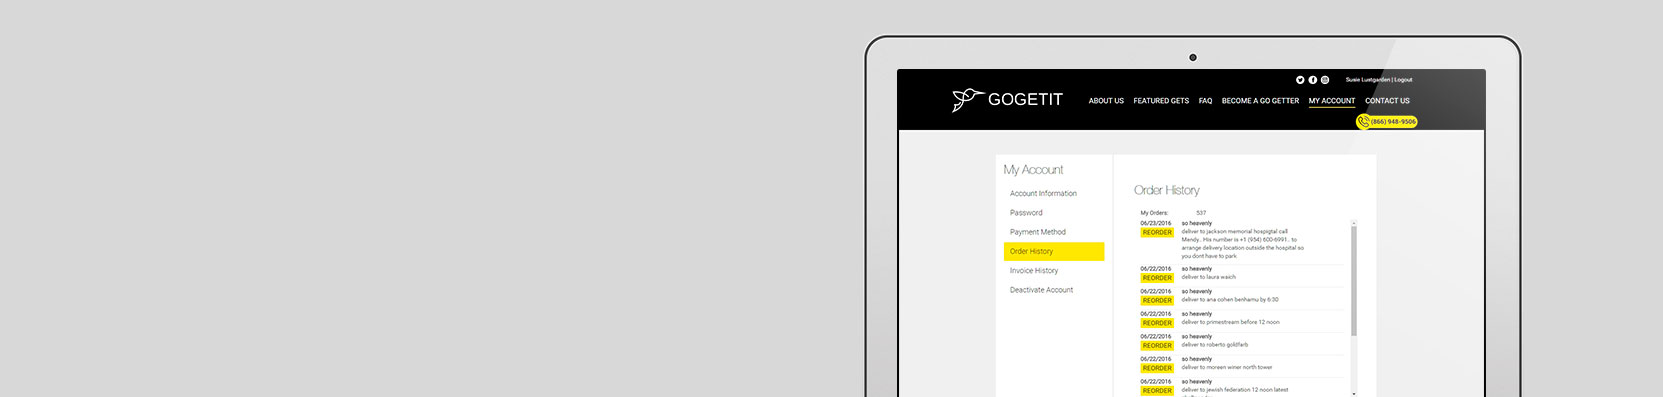 Susie Lustgarden | Logout
GOGETIT
ABOUT US FEATURED GETS FAQ BECOME A GO GETTER MY ACCOUNT CONTACT US
(866) 948-9506
My Account
Account Information
Password
Payment Method
Order History
Invoice History
Deactivate Account
Order History
My Orders: 537
06/23/2016 so heavenly
REORDER deliver to jackson memorial hospigtal call
Mendy.. His number is +1 (954) 600-6991.. to
arrange delivery location outside the hospital so
you dont have to park.
06/22/2016 so heavenly
REORDER deliver to laura waich
06/22/2016 so heavenly
REORDER deliver to ana cohen benhamu by 6:30
06/22/2016 so heavenly
REORDER deliver to primestream before 12 noon
06/22/2016 so heavenly
REORDER deliver to roberto goldfarb
06/22/2016 so heavenly
REORDER deliver to moreen winer north tower
06/22/2016 so heavenly
REORDER deliver to jewish federation 12 noon latest